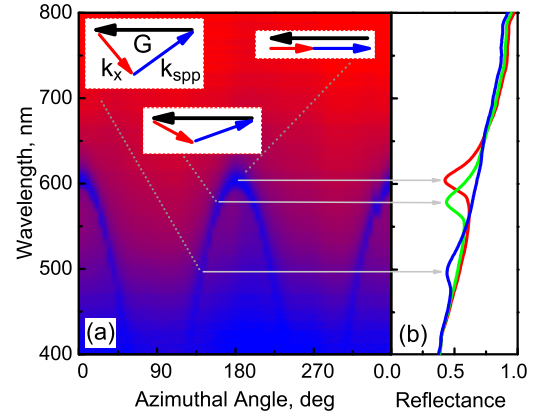 800
700
600
500
400
Wavelength, nm
G
kx
kspp
(a)
0
90
180
270
0.0
Azimuthal Angle, deg
(b)
0.5
1.0
Reflectance